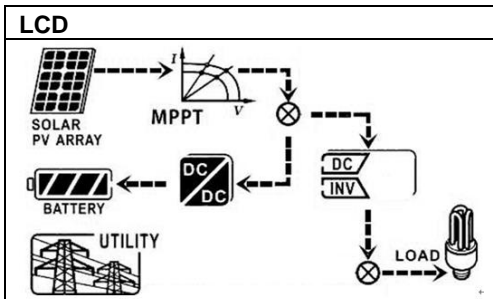 LCD
I
V
MPPT
SOLAR
PV ARRAY
DC
DC
DC
INV
BATTERY
UTILITY
LOAD